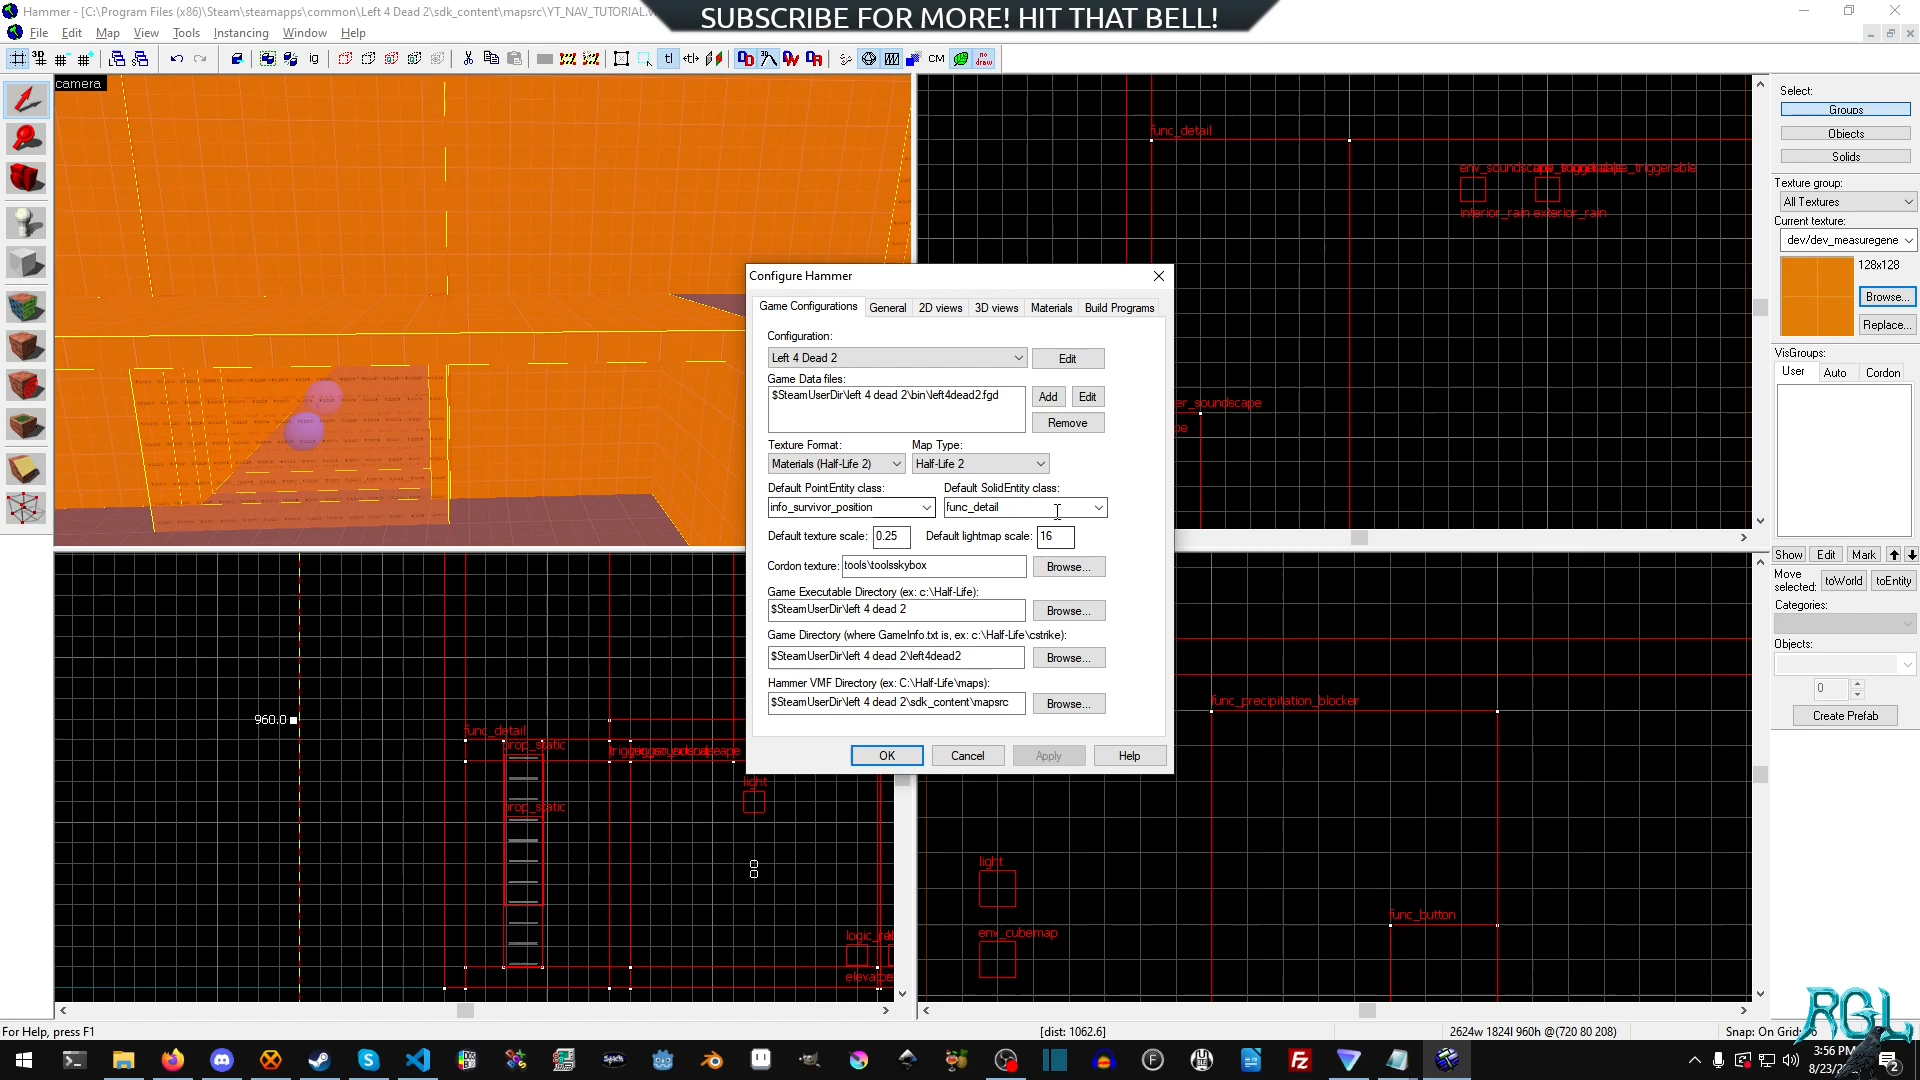 Hammer - [C:\Program Files (x86)\Steam\steamapps\common\Left 4 Dead 2\sdk_content\mapsrc\YT_NAV_TUTORIAL.v
SUBSCRIBE FOR MORE! HIT THAT BELL!
File Edit Map View Tools Instancing Window Help
camera
func_detail
interior_rain exterior_rain
960.0
func_detail
prop_static
prop_static
light
func_precipitation_blocker
light
env_cubemap
func_button
Configure Hammer
Game Configurations General 2D views 3D views Materials Build Programs
Configuration:
Left 4 Dead 2 Edit
Game Data files:
$SteamUserDir\left 4 dead 2\bin\left4dead2.fgd Add Edit
Remove
Texture Format: Map Type:
Materials (Half-Life 2) Half-Life 2
Default PointEntity class: Default SolidEntity class:
info_survivor_position func_detail
Default texture scale: 0.25 Default lightmap scale: 16
Cordon texture: tools\toolsskybox Browse...
Game Executable Directory (ex: c:\Half-Life):
$SteamUserDir\left 4 dead 2 Browse...
Game Directory (where GameInfo.txt is, ex: c:\Half-Life\cstrike):
$SteamUserDir\left 4 dead 2\left4dead2 Browse...
Hammer VMF Directory (ex: C:\Half-Life\maps):
$SteamUserDir\left 4 dead 2\sdk_content\mapsrc Browse...
OK Cancel Apply Help
Select:
Groups
Objects
Solids
Texture group:
All Textures
Current texture:
dev/dev_measuregene
128x128
Browse...
Replace...
VisGroups:
User Auto Cordon
Show Edit Mark
Move selected: toWorld toEntity
Categories:
Objects:
0
Create Prefab
For Help, press F1
[dist: 1062.6]
2624w 1824l 960h @(720 80 208)
Snap: On Grid:
RGL
3:56 PM
8/23/2
2